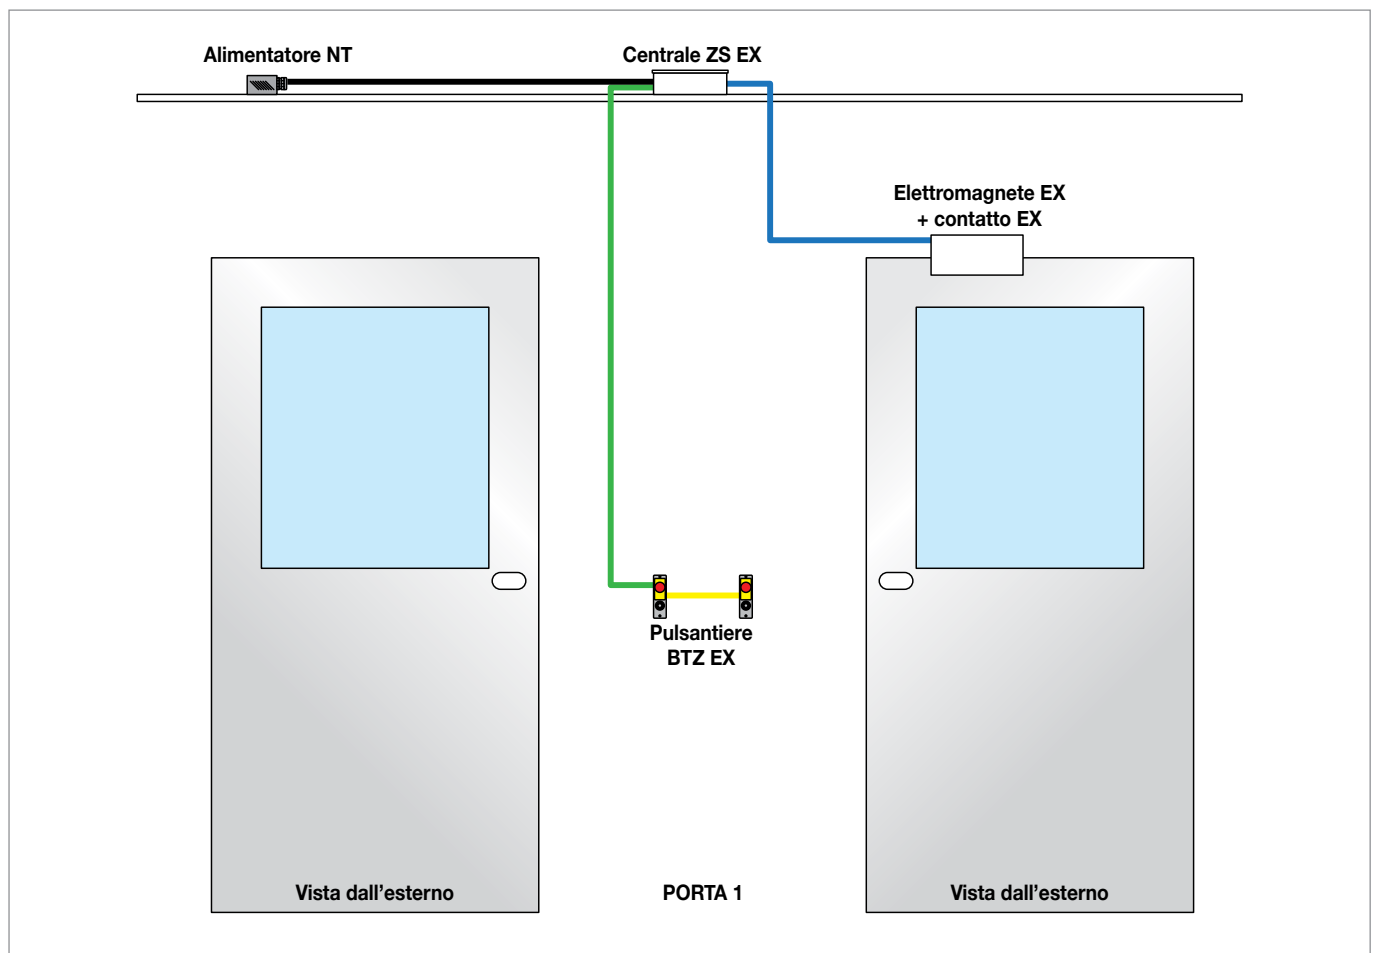 Alimentatore NT
Centrale ZS EX
Elettromagnete EX
+ contatto EX
Pulsantiere
BTZ EX
Vista dall’esterno
PORTA 1
Vista dall’esterno